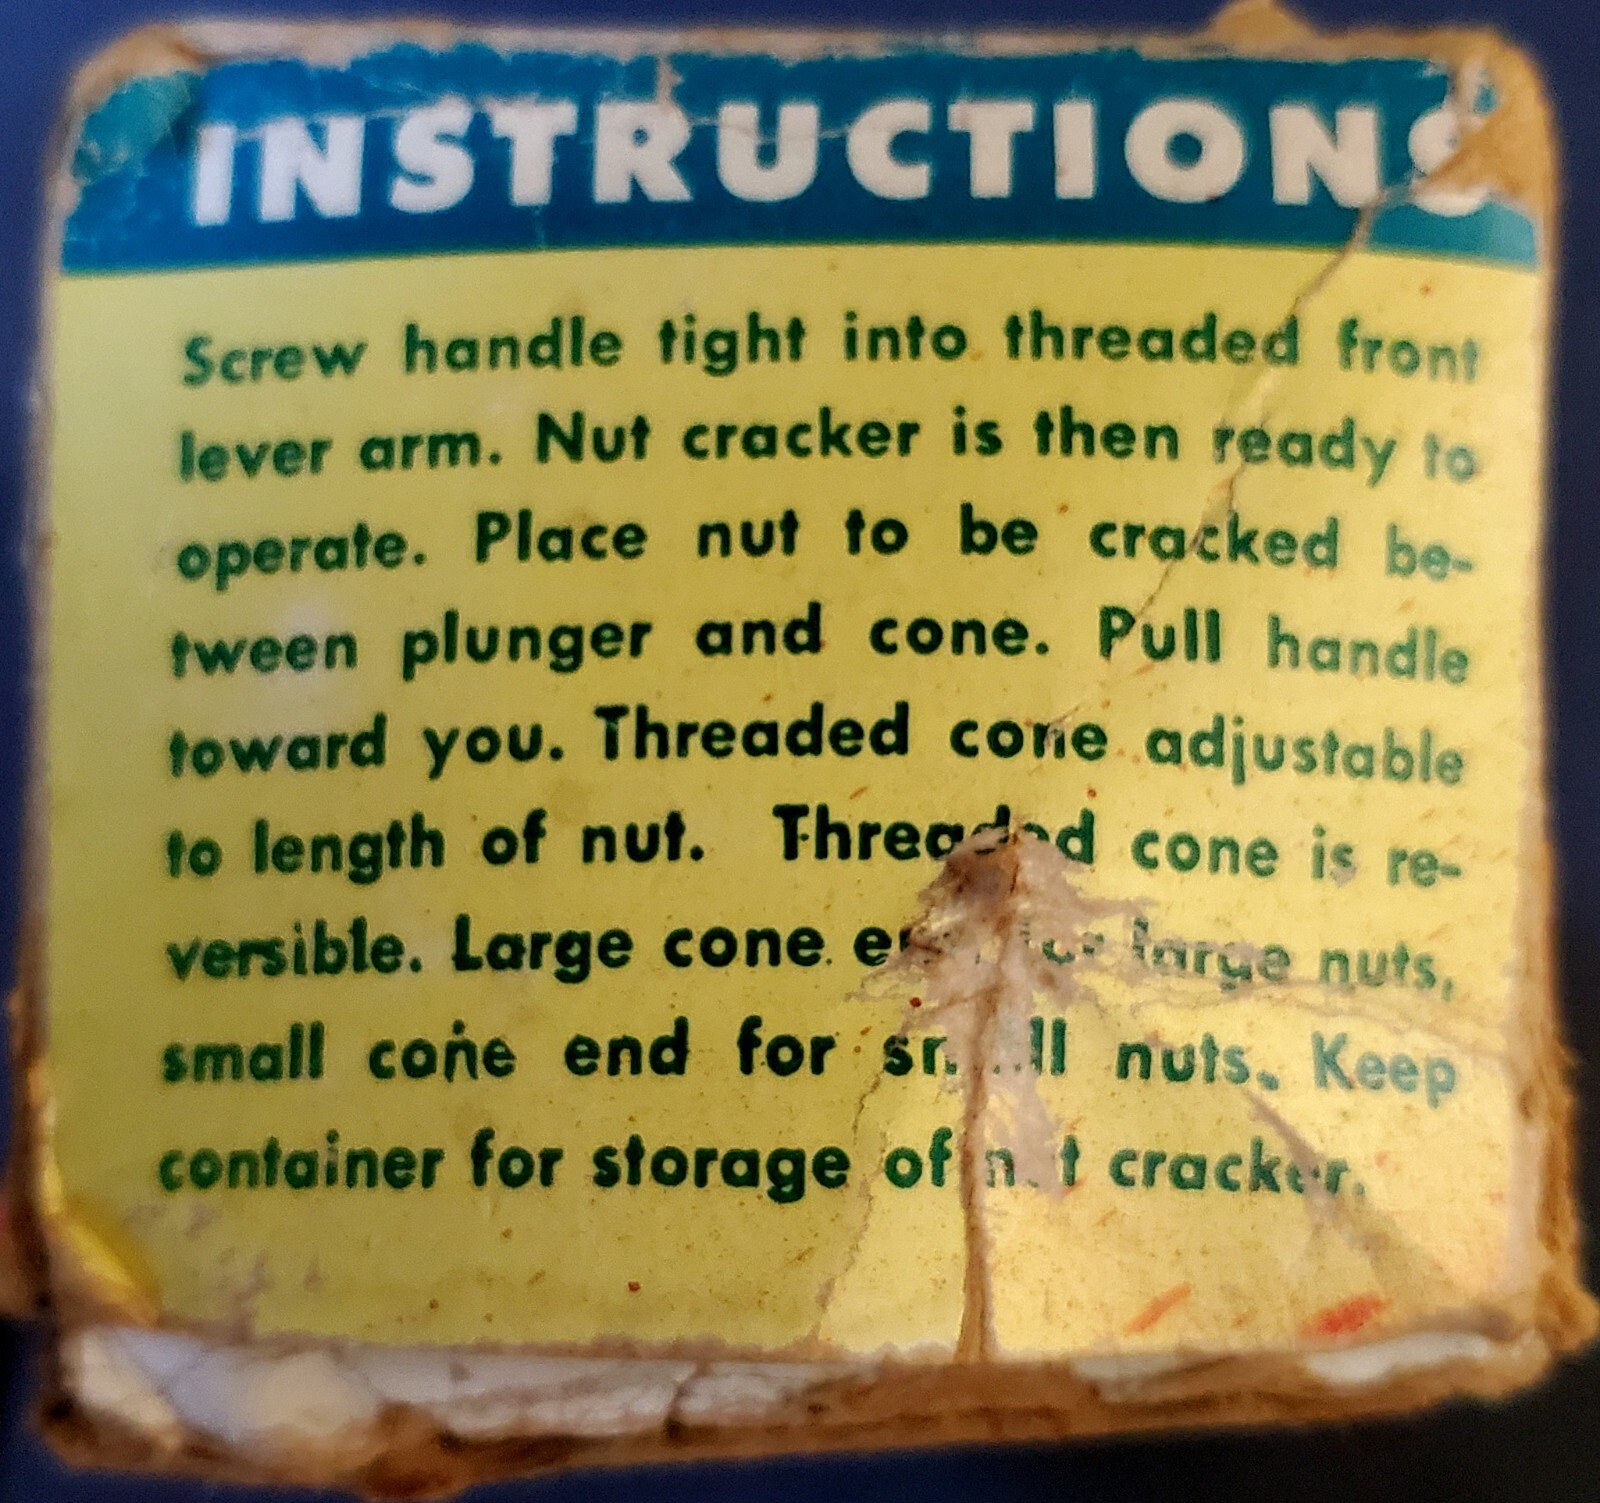 INSTRUCTIONS
Screw handle tight into threaded front
lever arm. Nut cracker is then ready to
operate. Place nut to be cracked be-
tween plunger and cone. Pull handle
toward you. Threaded cone adjustable
to length of nut. Threaded cone is re-
versible. Large cone large nuts,
small cone end for small nuts. Keep
container for storage of nut cracker.